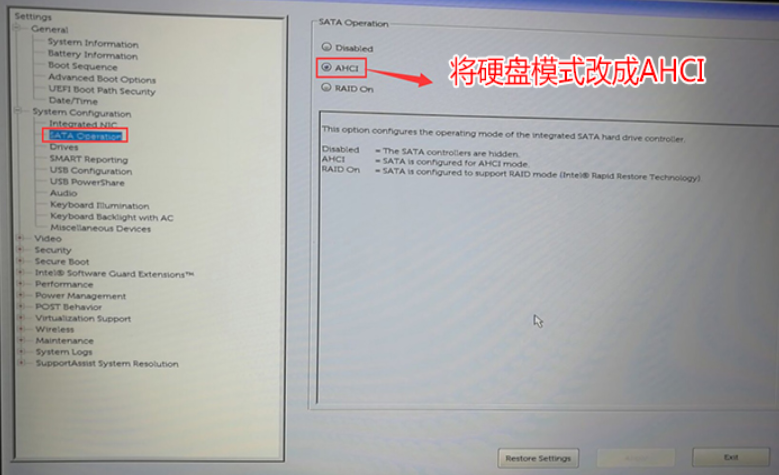 Settings
General
System Information
Battery Information
Boot Sequence
Advanced Boot Options
UEFI Boot Path Security
Date/Time
System Configuration
Integrated NIC
SATA Operation
Drives
SMART Reporting
USB Configuration
USB PowerShare
Audio
Keyboard Illumination
Keyboard Backlight with AC
Miscellaneous Devices
Video
Security
Secure Boot
Intel® Software Guard Extensions™
Performance
Power Management
POST Behavior
Virtualization Support
Wireless
Maintenance
System Logs
SupportAssist System Resolution
SATA Operation
Disabled
AHCI
RAID On
将硬盘模式改成AHCI
This option configures the operating mode of the integrated SATA hard drive controller.
Disabled = The SATA controllers are hidden.
AHCI = SATA is configured for AHCI mode.
RAID On = SATA is configured to support RAID mode (Intel® Rapid Restore Technology)
Restore Settings
Exit